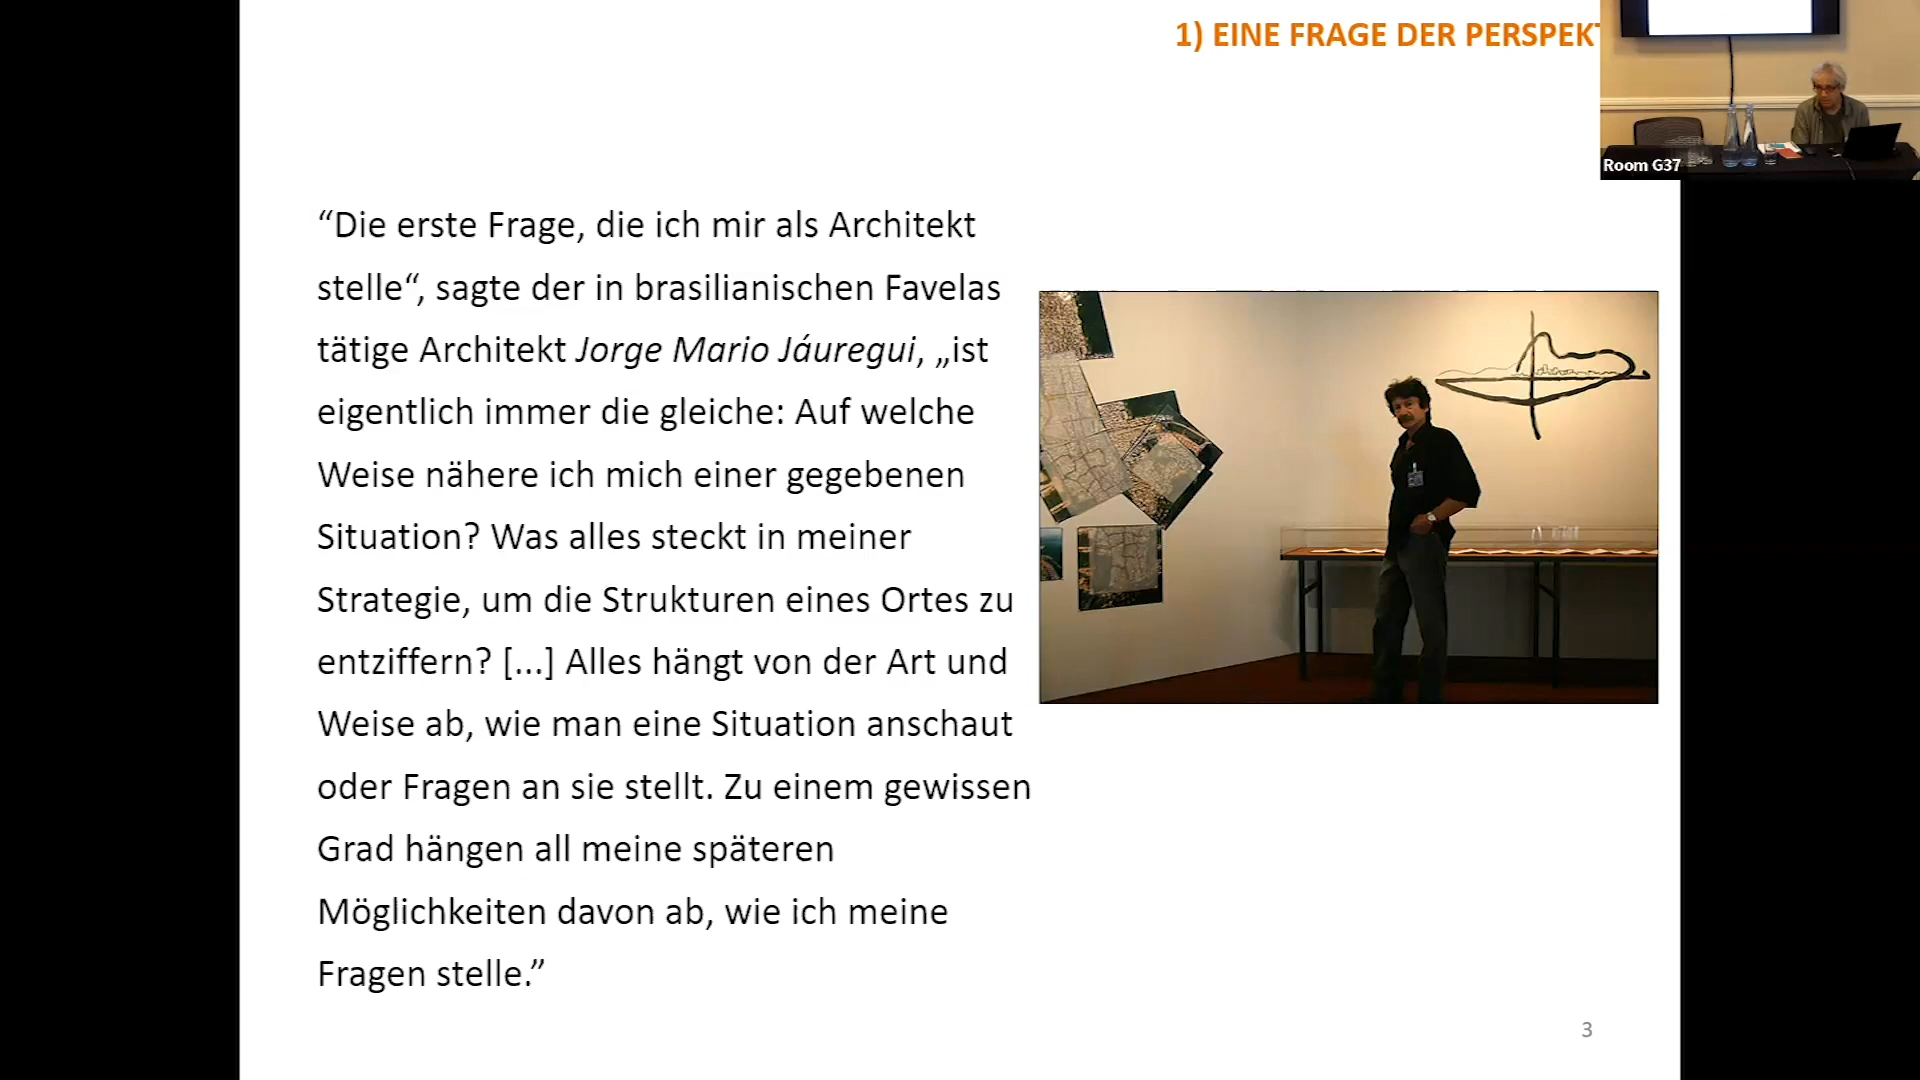 1) EINE FRAGE DER PERSPEKT
Room G37
“Die erste Frage, die ich mir als Architekt
stelle“, sagte der in brasilianischen Favelas
tätige Architekt Jorge Mario Jáuregui, „ist
eigentlich immer die gleiche: Auf welche
Weise nähere ich mich einer gegebenen
Situation? Was alles steckt in meiner
Strategie, um die Strukturen eines Ortes zu
entziffern? [...] Alles hängt von der Art und
Weise ab, wie man eine Situation anschaut
oder Fragen an sie stellt. Zu einem gewissen
Grad hängen all meine späteren
Möglichkeiten davon ab, wie ich meine
Fragen stelle.”
3